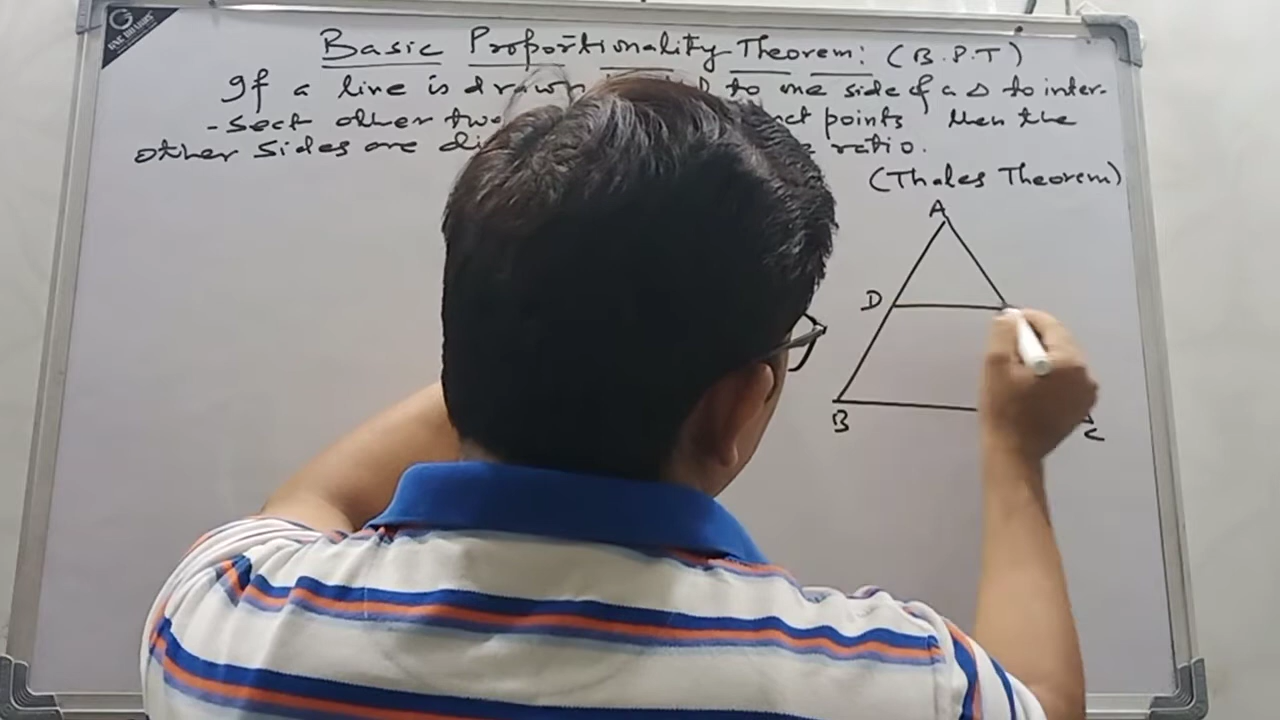 Basic Proportionality Theorem: (B.P.T)
If a line is drawn to one side of a Δ to inter-
-sect other two points then the
other sides are ratio.
(Thales Theorem)
A
D
B
C